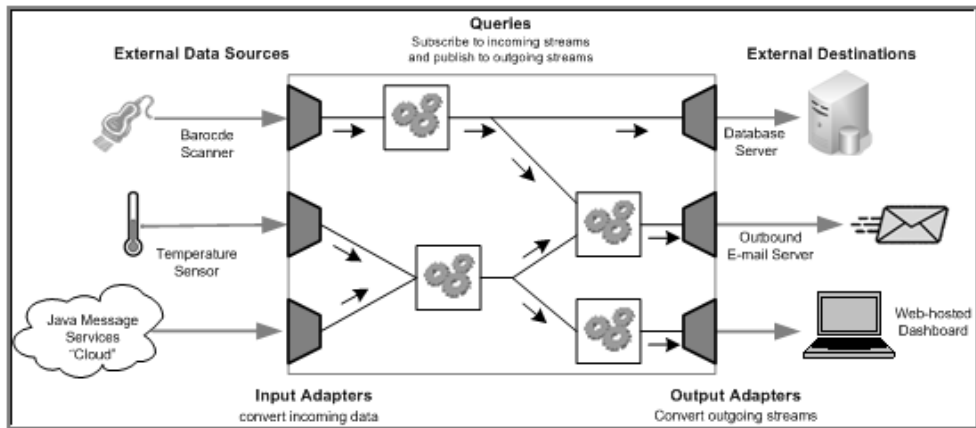 Queries
Subscribe to incoming streams
and publish to outgoing streams
External Data Sources
External Destinations
Barocde
Scanner
Database
Server
Temperature
Sensor
Outbound
E-mail Server
Java Message
Services
"Cloud"
Web-hosted
Dashboard
Input Adapters
convert incoming data
Output Adapters
Convert outgoing streams